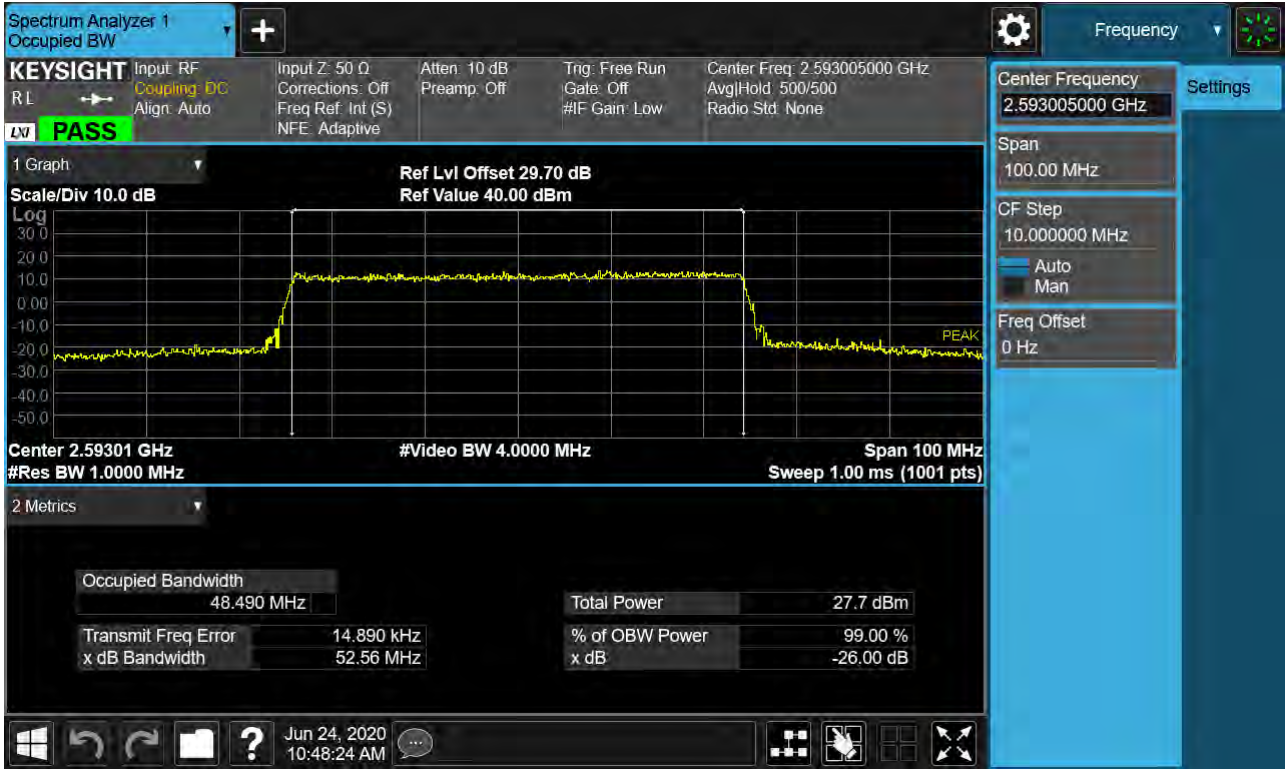 Spectrum Analyzer 1
Occupied BW
+
Frequency
KEYSIGHT
R L
LXI
PASS
Input: RF
Coupling: DC
Align: Auto
Input Z: 50 Ω
Corrections: Off
Freq Ref: Int (S)
NFE: Adaptive
Atten: 10 dB
Preamp: Off
Trig: Free Run
Gate: Off
#IF Gain: Low
Center Freq: 2.593005000 GHz
Avg|Hold: 500/500
Radio Std: None
Center Frequency
2.593005000 GHz
Settings
Span
100.00 MHz
CF Step
10.000000 MHz
Auto
Man
Freq Offset
0 Hz
1 Graph
Scale/Div 10.0 dB
Ref Lvl Offset 29.70 dB
Ref Value 40.00 dBm
Log
30.0
20.0
10.0
0.00
-10.0
-20.0
-30.0
-40.0
-50.0
PEAK
Center 2.59301 GHz
#Video BW 4.0000 MHz
Span 100 MHz
#Res BW 1.0000 MHz
Sweep 1.00 ms (1001 pts)
2 Metrics
Occupied Bandwidth
48.490 MHz
Total Power 27.7 dBm
Transmit Freq Error 14.890 kHz
% of OBW Power 99.00 %
x dB Bandwidth 52.56 MHz
x dB -26.00 dB
?
Jun 24, 2020
10:48:24 AM